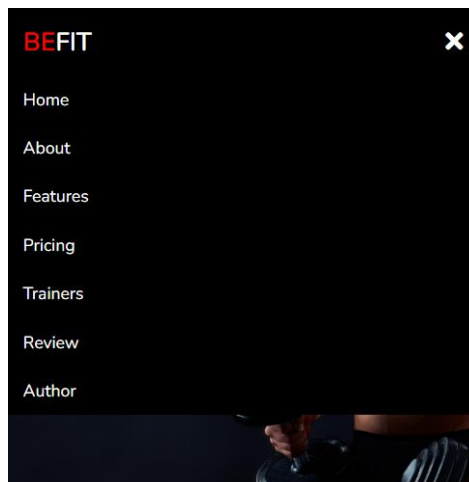 BEFIT
Home
About
Features
Pricing
Trainers
Review
Author